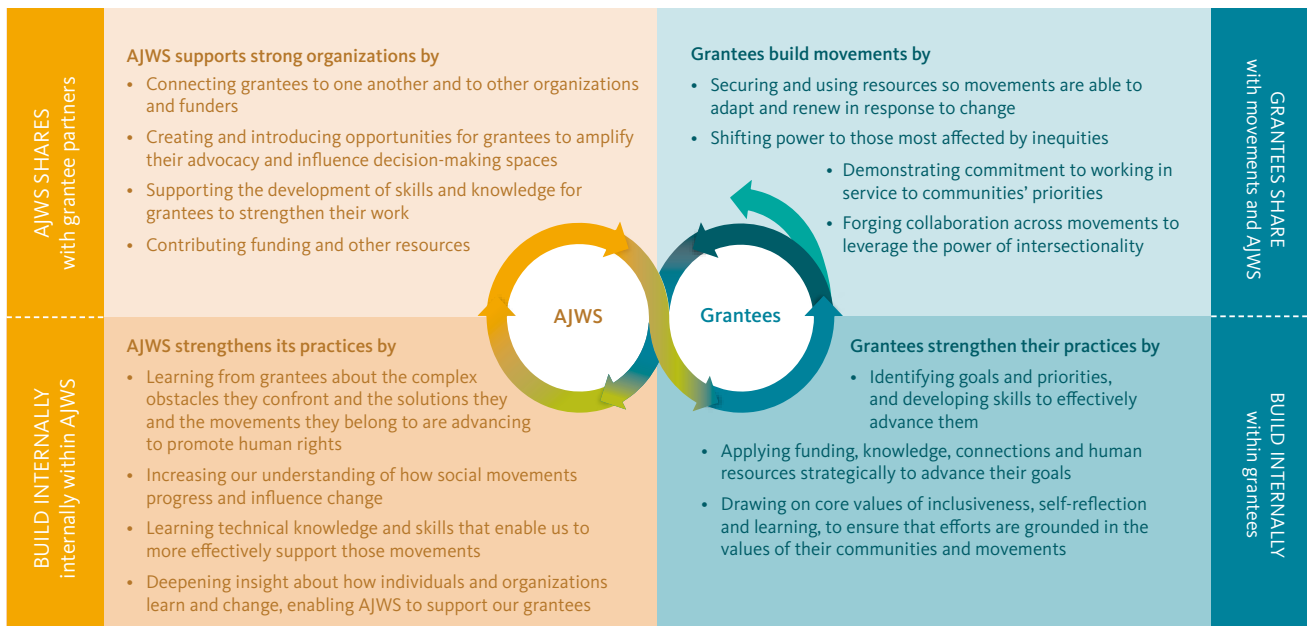 AJWS SHARES
with grantee partners
AJWS supports strong organizations by
• Connecting grantees to one another and to other organizations
and funders
• Creating and introducing opportunities for grantees to amplify
their advocacy and influence decision-making spaces
• Supporting the development of skills and knowledge for
grantees to strengthen their work
• Contributing funding and other resources
Grantees build movements by
• Securing and using resources so movements are able to
adapt and renew in response to change
• Shifting power to those most affected by inequities
• Demonstrating commitment to working in
service to communities’ priorities
• Forging collaboration across movements to
leverage the power of intersectionality
GRANTEES SHARE
with movements and AJWS
AJWS
Grantees
BUILD INTERNALLY
internally within AJWS
AJWS strengthens its practices by
• Learning from grantees about the complex
obstacles they confront and the solutions they
and the movements they belong to are advancing
to promote human rights
• Increasing our understanding of how social movements
progress and influence change
• Learning technical knowledge and skills that enable us to
more effectively support those movements
• Deepening insight about how individuals and organizations
learn and change, enabling AJWS to support our grantees
Grantees strengthen their practices by
• Identifying goals and priorities,
and developing skills to effectively
advance them
• Applying funding, knowledge, connections and human
resources strategically to advance their goals
• Drawing on core values of inclusiveness, self-reflection
and learning, to ensure that efforts are grounded in the
values of their communities and movements
BUILD INTERNALLY
within grantees